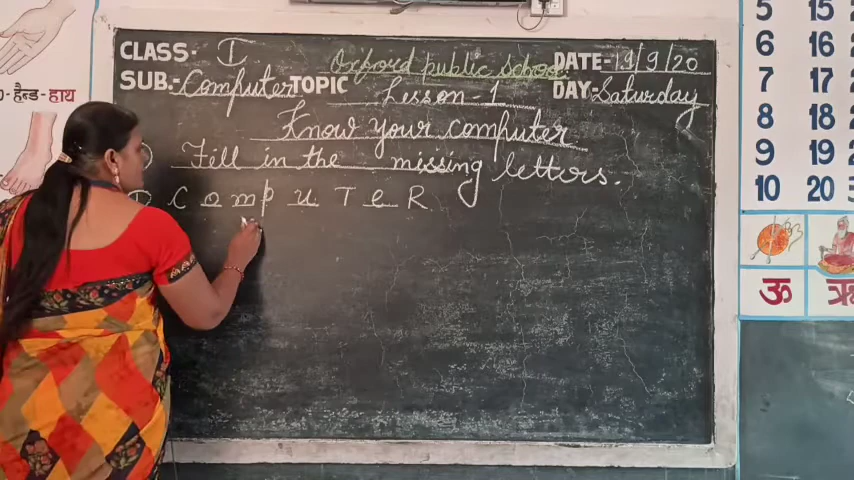 CLASS- I
Oxford public School
DATE- 19/9/20
SUB.- Computer TOPIC
Lesson - 1
DAY- Saturday
Know your computer
Fill in the missing letters.
C o m p u T e R
हैन्ड- हाथ
5 15
6 16
7 17
8 18
9 19
10 20
ऊ